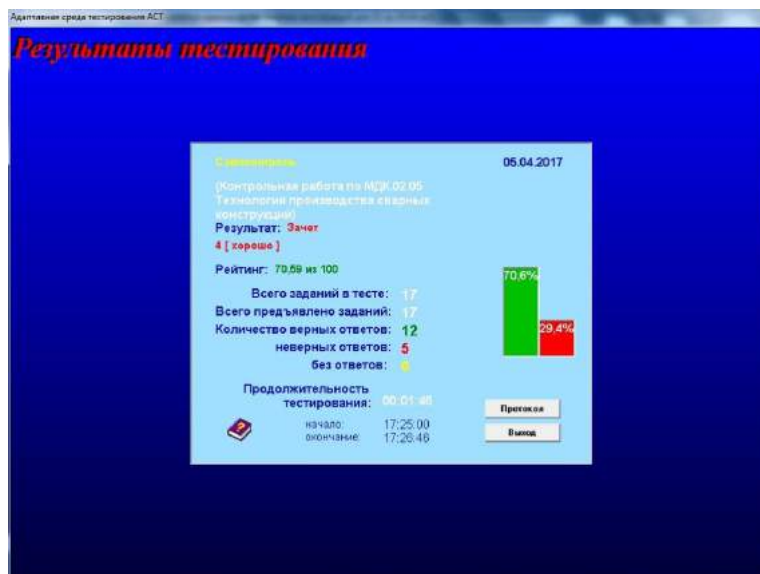 Адаптивная среда тестирования АСТ
Результаты тестирования
Самоконтроль
05.04.2017
(Контрольная работа по МДК.02.05
Технология производства сварных
конструкции)
Результат: Зачет
4 [ хорошо ]
Рейтинг: 70,59 из 100
70,6%
29,4%
Всего заданий в тесте: 17
Всего предъявлено заданий: 17
Количество верных ответов: 12
неверных ответов: 5
без ответов: 0
Продолжительность
тестирования: 00:01:46
начало: 17:25:00
окончание: 17:26:46
Протокол
Выход